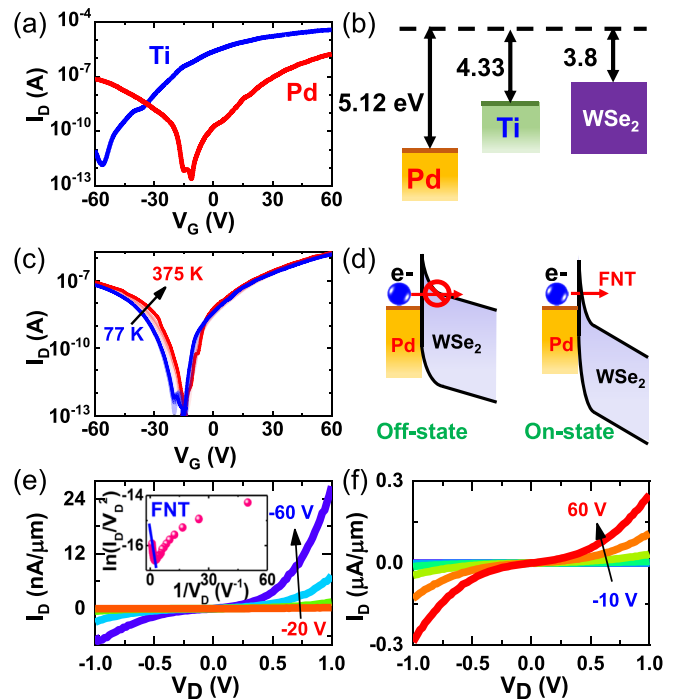 (a)
10⁻⁴
10⁻⁷
10⁻¹⁰
10⁻¹³
I_D (A)
Ti
Pd
-60 -30 0 30 60
V_G (V)
(b)
5.12 eV
4.33
3.8
Pd
Ti
WSe₂
(c)
10⁻⁷
10⁻¹⁰
10⁻¹³
I_D (A)
375 K
77 K
-60 -30 0 30 60
V_G (V)
(d)
e-
Pd
WSe₂
Off-state
e-
FNT
Pd
WSe₂
On-state
(e)
24
16
8
0
I_D (nA/μm)
-14
-16
ln(I_D/V_D²)
FNT
0 30 60
1/V_D (V⁻¹)
-60 V
-20 V
-1.0 -0.5 0.0 0.5 1.0
V_D (V)
(f)
0.3
0.0
-0.3
I_D (μA/μm)
60 V
-10 V
-1.0 -0.5 0.0 0.5 1.0
V_D (V)